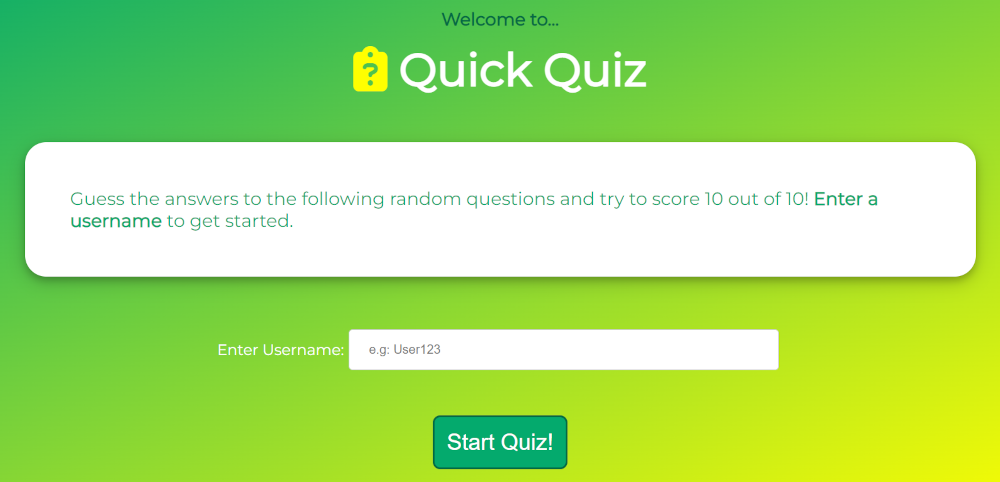 Welcome to...
? Quick Quiz
Guess the answers to the following random questions and try to score 10 out of 10! Enter a
username to get started.
Enter Username: e.g: User123
Start Quiz!